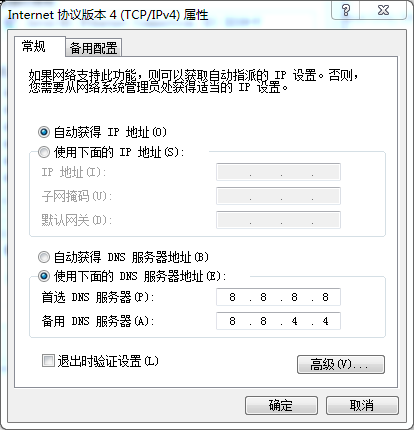 Internet 协议版本 4 (TCP/IPv4) 属性
常规
备用配置
如果网络支持此功能，则可以获取自动指派的 IP 设置。否则，
您需要从网络系统管理员处获得适当的 IP 设置。
自动获得 IP 地址(O)
使用下面的 IP 地址(S):
IP 地址(I):
子网掩码(U):
默认网关(D):
自动获得 DNS 服务器地址(B)
使用下面的 DNS 服务器地址(E):
首选 DNS 服务器(P): 8 . 8 . 8 . 8
备用 DNS 服务器(A): 8 . 8 . 4 . 4
退出时验证设置(L)
高级(V)...
确定 取消